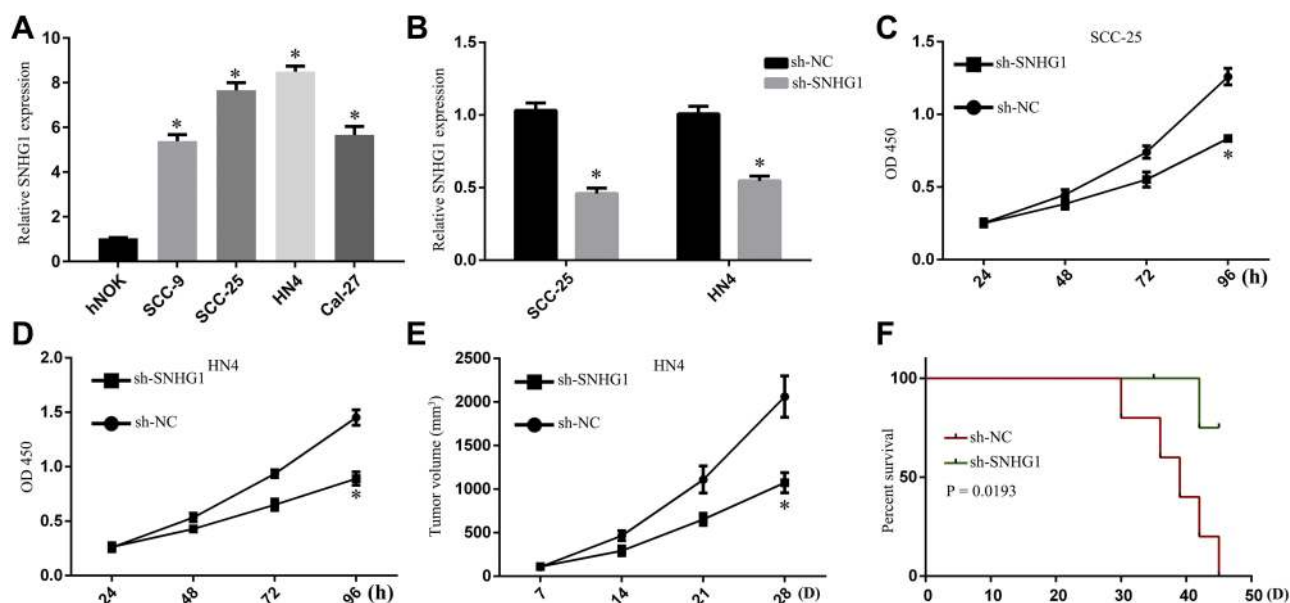 A
Relative SNHG1 expression
10
8
6
4
2
0
*
*
*
*
hNOK
SCC-9
SCC-25
HN4
Cal-27
B
Relative SNHG1 expression
1.5
1.0
0.5
0.0
sh-NC
sh-SNHG1
*
*
SCC-25
HN4
C
SCC-25
OD 450
1.5
1.0
0.5
0.0
sh-SNHG1
sh-NC
*
24 48 72 96 (h)
D
HN4
OD 450
2.0
1.5
1.0
0.5
0.0
sh-SNHG1
sh-NC
*
24 48 72 96 (h)
E
HN4
Tumor volume (mm³)
2500
2000
1500
1000
500
0
sh-SNHG1
sh-NC
*
7 14 21 28 (D)
F
Percent survival
100
50
0
sh-NC
sh-SNHG1
P = 0.0193
0 10 20 30 40 50 (D)